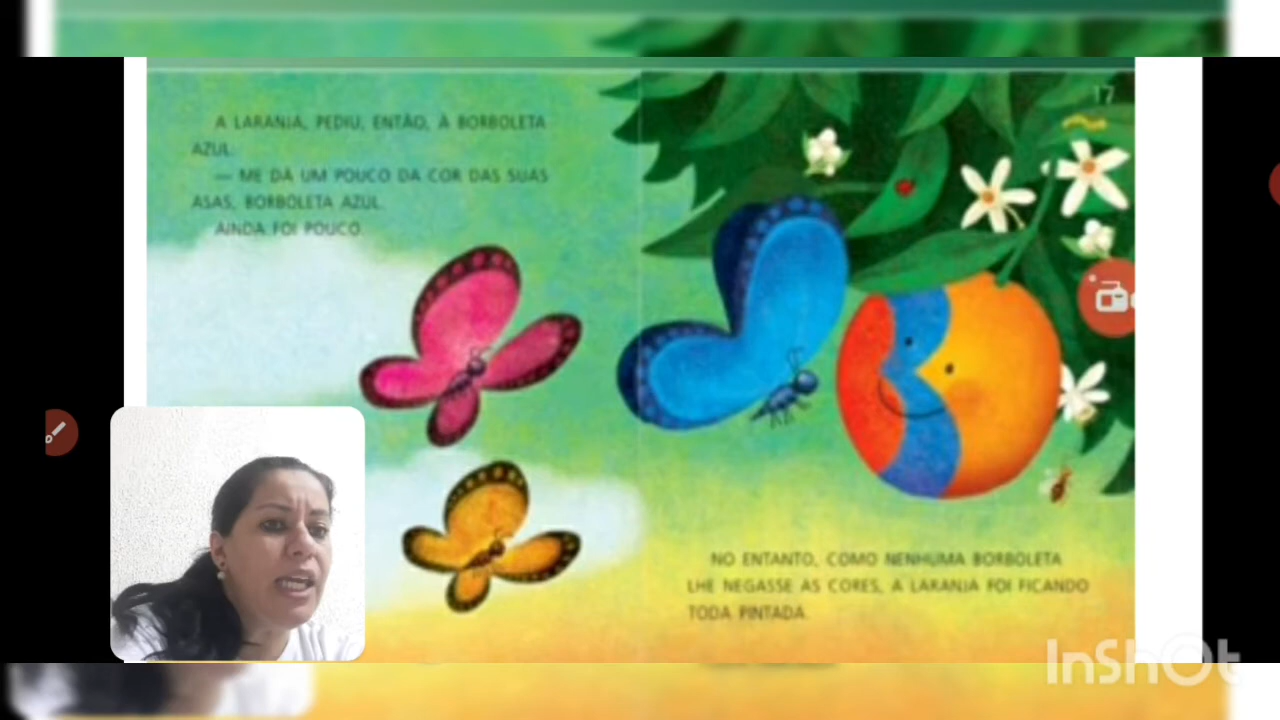 17
A LARANJA, PEDIU, ENTÃO, À BORBOLETA
AZUL:
— ME DÁ UM POUCO DA COR DAS SUAS
ASAS, BORBOLETA AZUL.
AINDA FOI POUCO.
NO ENTANTO, COMO NENHUMA BORBOLETA
LHE NEGASSE AS CORES, A LARANJA FOI FICANDO
TODA PINTADA.
InShOt